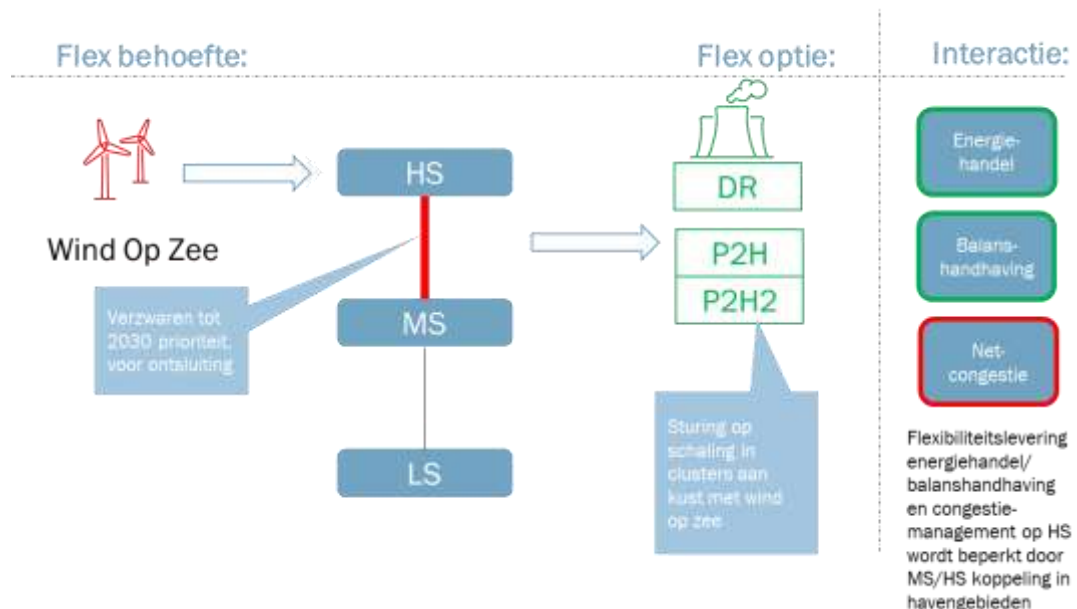 Flex behoefte:
Flex optie:
Interactie:
Wind Op Zee
HS
MS
LS
Verzwaren tot
2030 prioriteit,
voor ontsluiting
DR
P2H
P2H2
Sturing op
schaling in
clusters aan
kust met wind
op zee
Energie-
handel
Balans-
handhaving
Net-
congestie
Flexibiliteitslevering
energiehandel/
balanshandhaving
en congestie-
management op HS
wordt beperkt door
MS/HS koppeling in
havengebieden